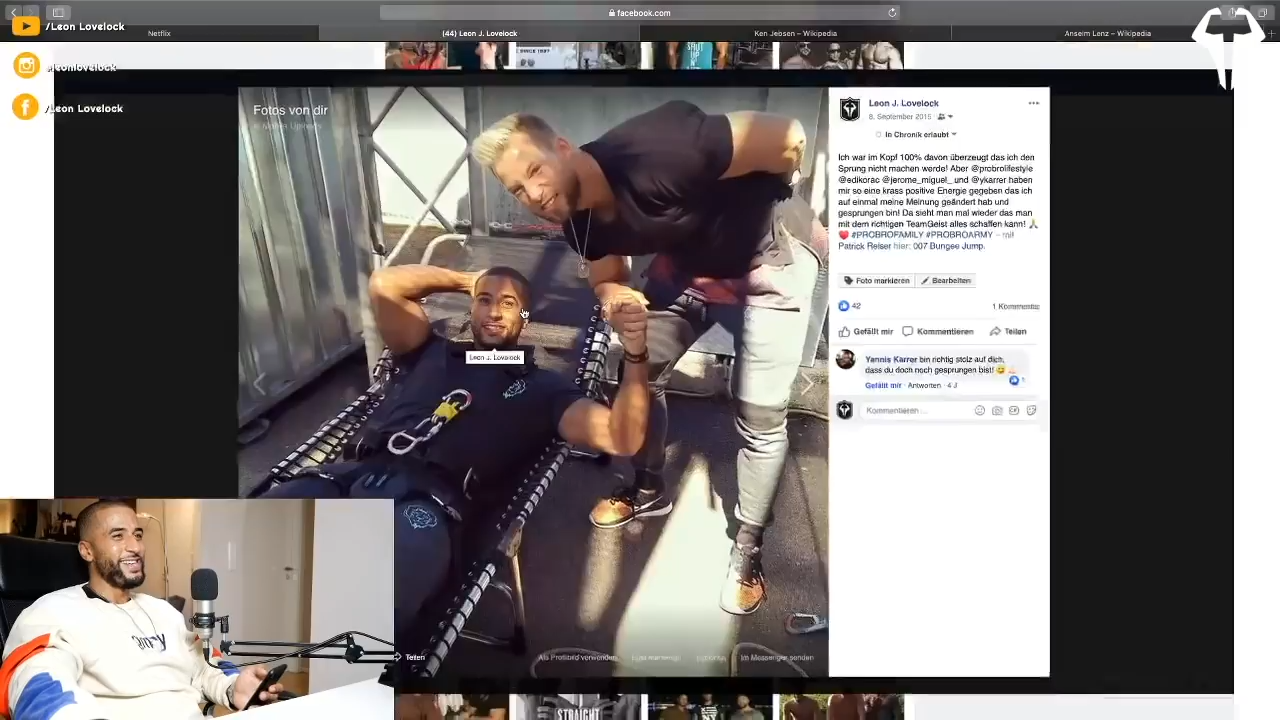 facebook.com
/Leon Lovelock
Netflix
(44) Leon J. Lovelock
Ken Jebsen – Wikipedia
Anselm Lenz – Wikipedia
/Leon Lovelock
Fotos von dir
Leon J. Lovelock
8. September 2015
In Chronik erlaubt
Ich war im Kopf 100% davon überzeugt das ich den
Sprung nicht machen werde! Aber @probrolifestyle
@edikorac @jerome_miguel_ und @ykarrer haben
mir so eine krass positive Energie gegeben das ich
auf einmal meine Meinung geändert hab und
gesprungen bin! Da sieht man mal wieder das man
mit dem richtigen TeamGeist alles schaffen kann! 🙏
❤️ #PROBROFAMILY #PROBROARMY – mit
Patrick Reiser hier: 007 Bungee Jump.
Foto markieren
Bearbeiten
42
1 Kommentar
Gefällt mir
Kommentieren
Teilen
Yannis Karrer bin richtig stolz auf dich,
dass du doch noch gesprungen bist! 😅
Gefällt mir · Antworten · 4 J
1
Kommentieren ...
Leon J. Lovelock
Teilen
Als Profilbild verwenden
Im Messenger senden
STRAIGHT